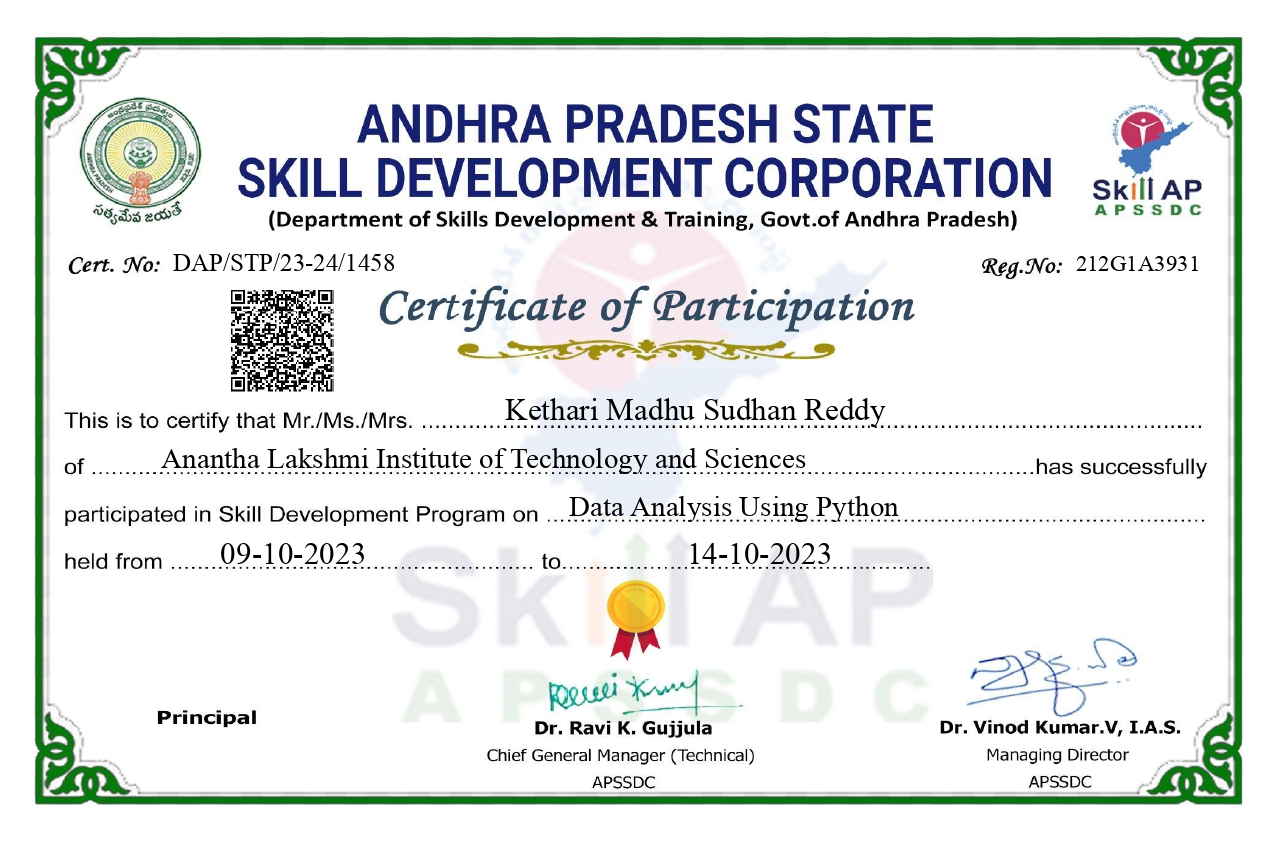 ANDHRA PRADESH STATE
SKILL DEVELOPMENT CORPORATION
(Department of Skills Development & Training, Govt.of Andhra Pradesh)
సత్యమేవ జయతే
Skill AP
APSSDC
Cert. No: DAP/STP/23-24/1458
Reg.No: 212G1A3931
Certificate of Participation
This is to certify that Mr./Ms./Mrs. Kethari Madhu Sudhan Reddy
of Anantha Lakshmi Institute of Technology and Sciences has successfully
participated in Skill Development Program on Data Analysis Using Python
held from 09-10-2023 to 14-10-2023
Skill AP
APSSDC
Principal
Dr. Ravi K. Gujjula
Chief General Manager (Technical)
APSSDC
Dr. Vinod Kumar.V, I.A.S.
Managing Director
APSSDC